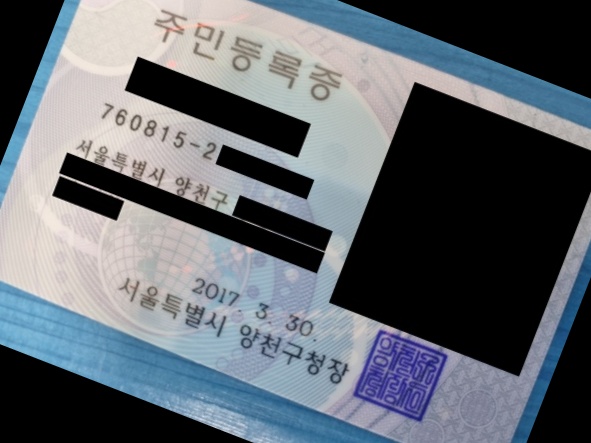 주민등록증
760815-2
서울특별시 양천구
2017. 3. 30.
서울특별시 양천구청장